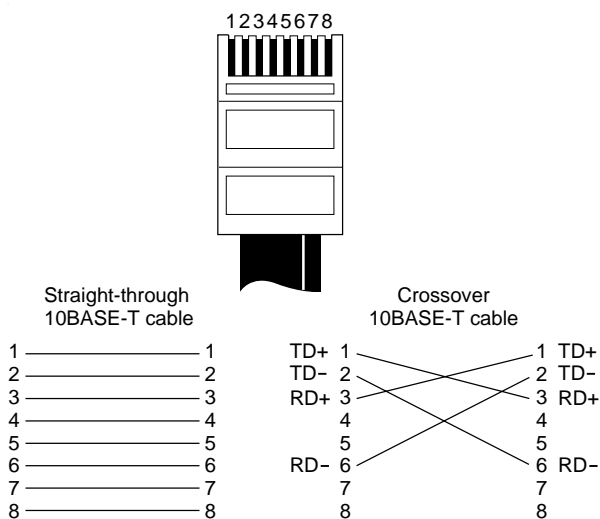 12345678
Straight-through
10BASE-T cable
1 1
2 2
3 3
4 4
5 5
6 6
7 7
8 8
Crossover
10BASE-T cable
TD+ 1 1 TD+
TD- 2 2 TD-
RD+ 3 3 RD+
4 4
5 5
RD- 6 6 RD-
7 7
8 8